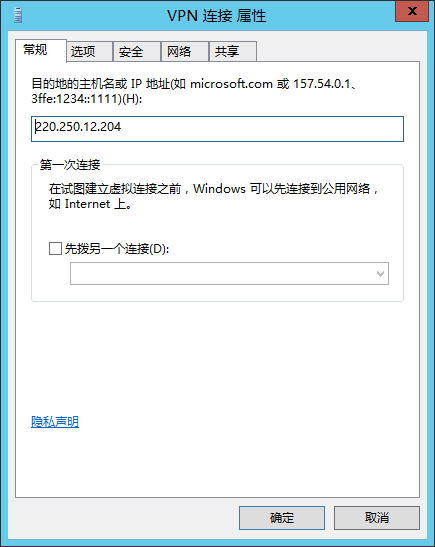 VPN 连接 属性
常规 选项 安全 网络 共享
目的地的主机名或 IP 地址(如 microsoft.com 或 157.54.0.1、
3ffe:1234::1111)(H):
220.250.12.204
第一次连接
在试图建立虚拟连接之前，Windows 可以先连接到公用网络，
如 Internet 上。
先拨另一个连接(D):
隐私声明
确定 取消